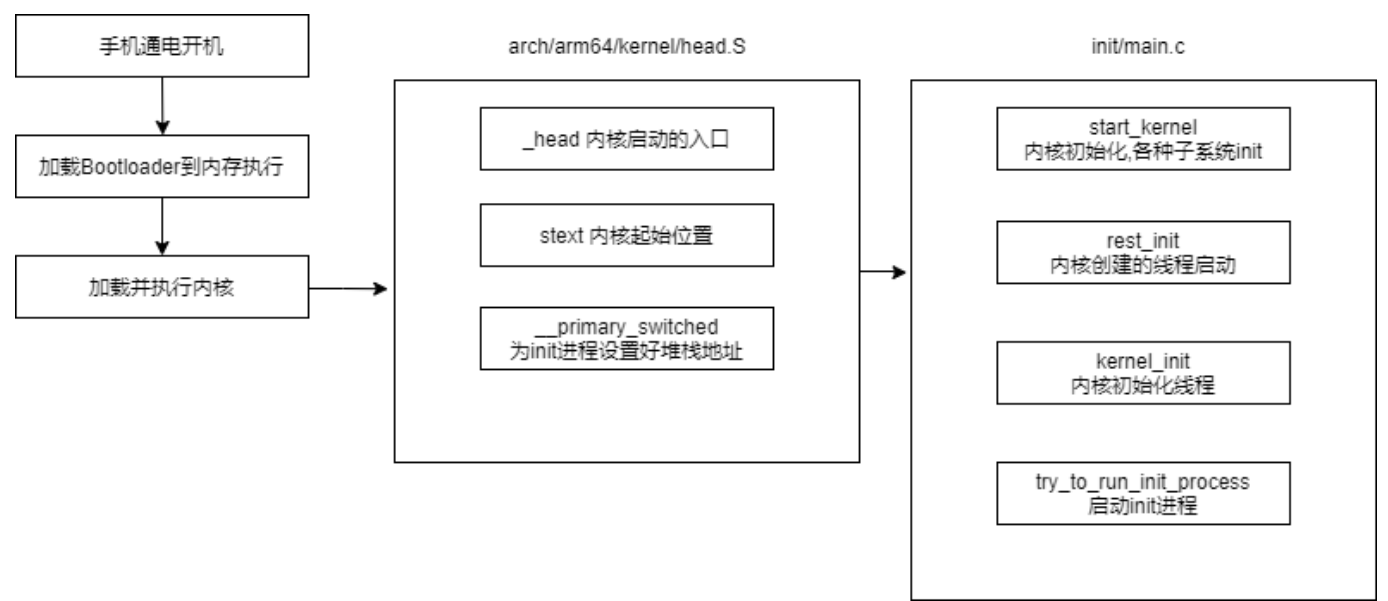 手机通电开机
加载Bootloader到内存执行
加载并执行内核
arch/arm64/kernel/head.S
_head 内核启动的入口
stext 内核起始位置
__primary_switched
为init进程设置好堆栈地址
init/main.c
start_kernel
内核初始化,各种子系统init
rest_init
内核创建的线程启动
kernel_init
内核初始化线程
try_to_run_init_process
启动init进程